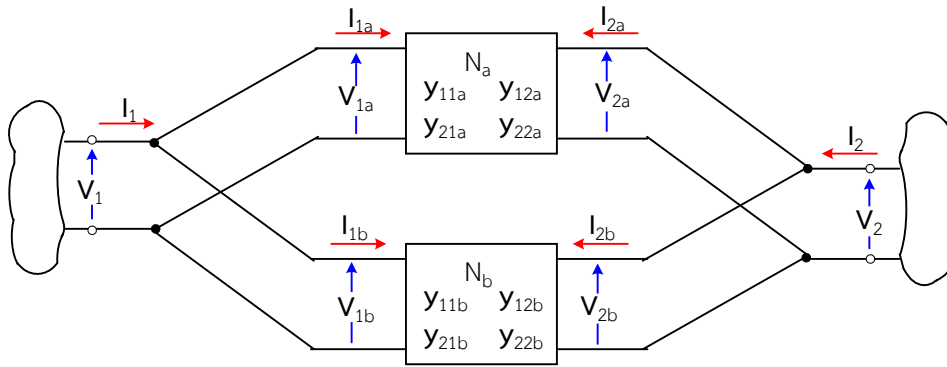 I1a
I2a
Na
y11a y12a
y21a y22a
V1a
V2a
I1
I2
V1
V2
I1b
I2b
Nb
y11b y12b
y21b y22b
V1b
V2b